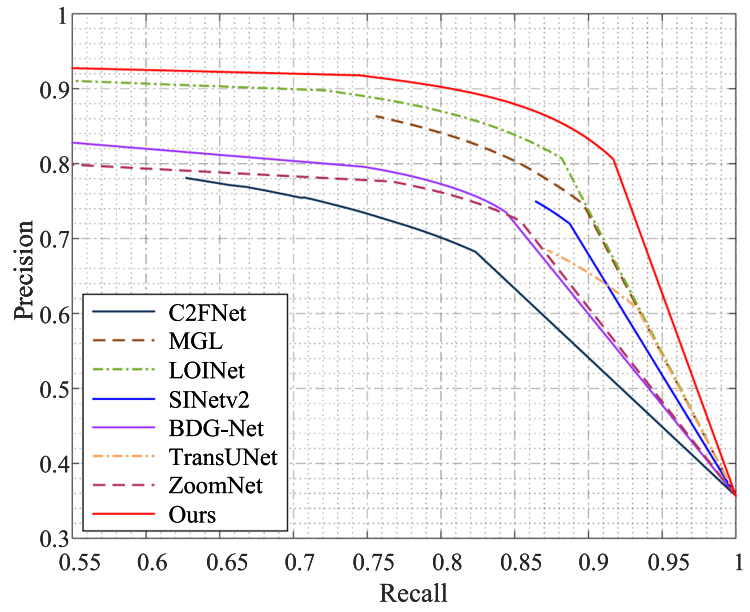 1
0.9
0.8
0.7
0.6
0.5
0.4
0.3
Precision
C2FNet
MGL
LOINet
SINetv2
BDG-Net
TransUNet
ZoomNet
Ours
0.55 0.6 0.65 0.7 0.75 0.8 0.85 0.9 0.95 1
Recall